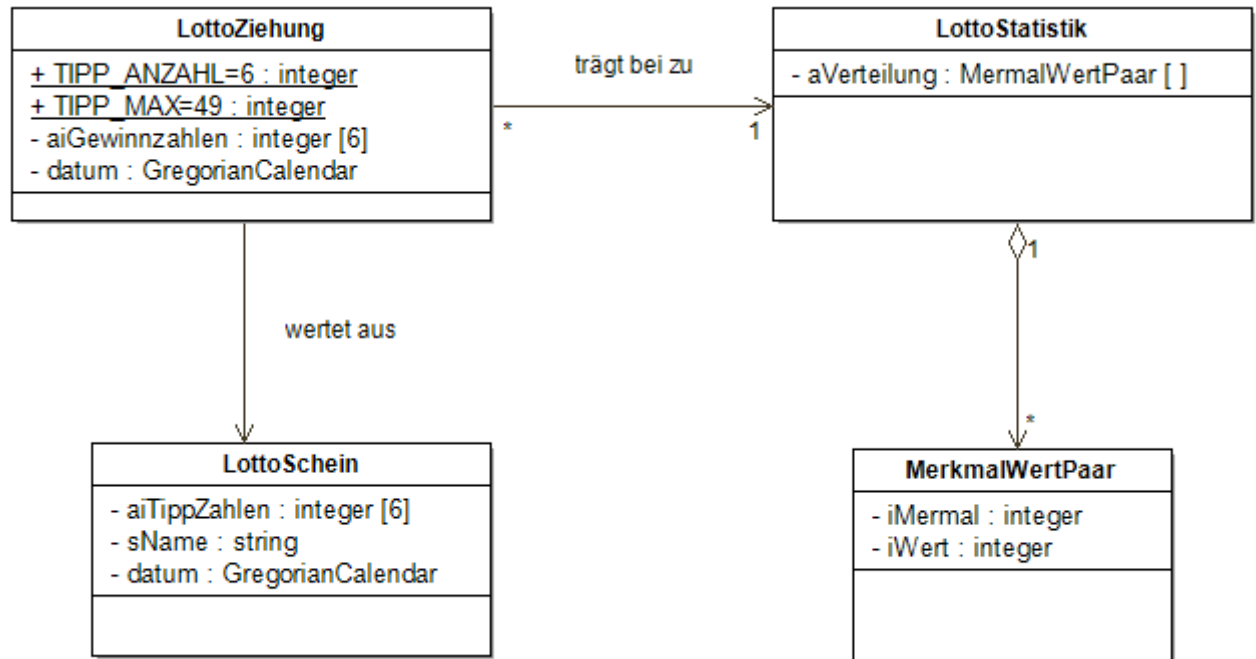 LottoZiehung
+ TIPP_ANZAHL=6 : integer
+ TIPP_MAX=49 : integer
- aiGewinnzahlen : integer [6]
- datum : GregorianCalendar
trägt bei zu
*
1
LottoStatistik
- aVerteilung : MermalWertPaar [ ]
1
wertet aus
*
LottoSchein
- aiTippZahlen : integer [6]
- sName : string
- datum : GregorianCalendar
MerkmalWertPaar
- iMermal : integer
- iWert : integer